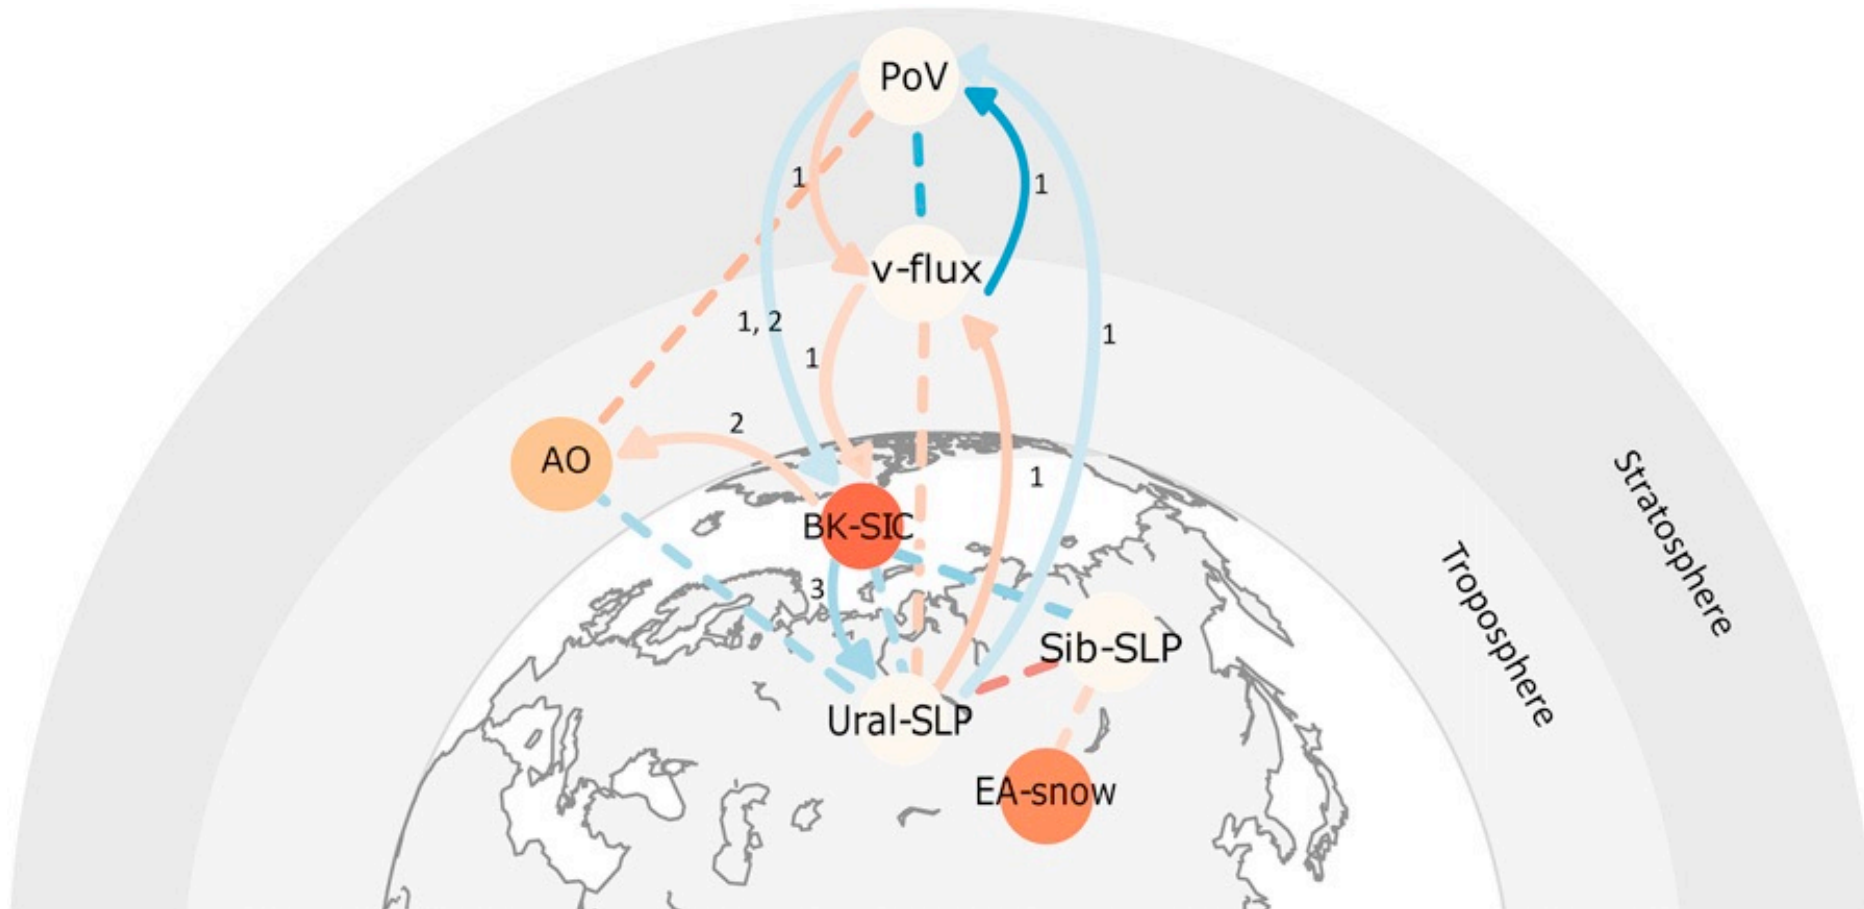 PoV
1
1
v-flux
1, 2
1
1
2
AO
1
BK-SIC
3
Sib-SLP
Ural-SLP
EA-snow
Stratosphere
Troposphere